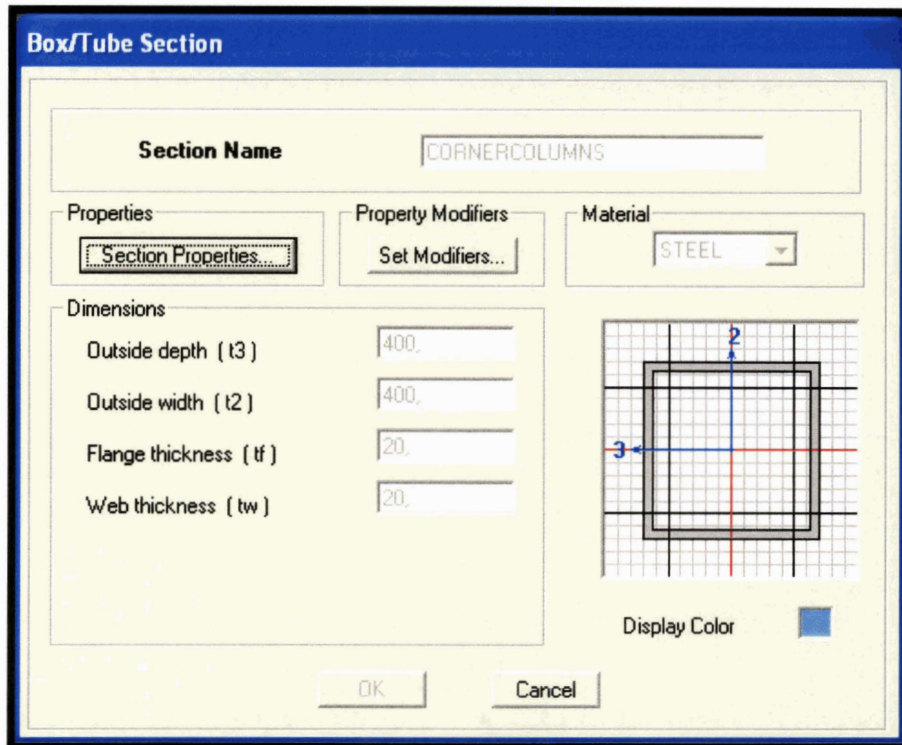 Box/Tube Section
Section Name CORNERCOLUMNS
Properties Property Modifiers Material
Section Properties... Set Modifiers... STEEL
Dimensions
Outside depth ( t3 ) 400,
Outside width ( t2 ) 400,
Flange thickness ( tf ) 20,
Web thickness ( tw ) 20,
2
3
Display Color
OK Cancel